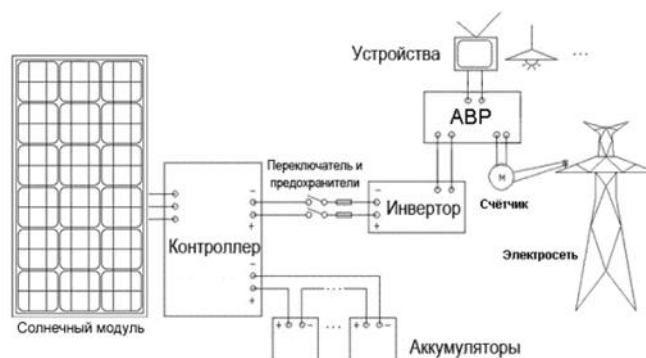 Устройства
...
АВР
Переключатель и
предохранители
−
−
+
+
Инвертор
М
Счётчик
Контроллер
Электросеть
−
+
Солнечный модуль
+ − ... + −
Аккумуляторы